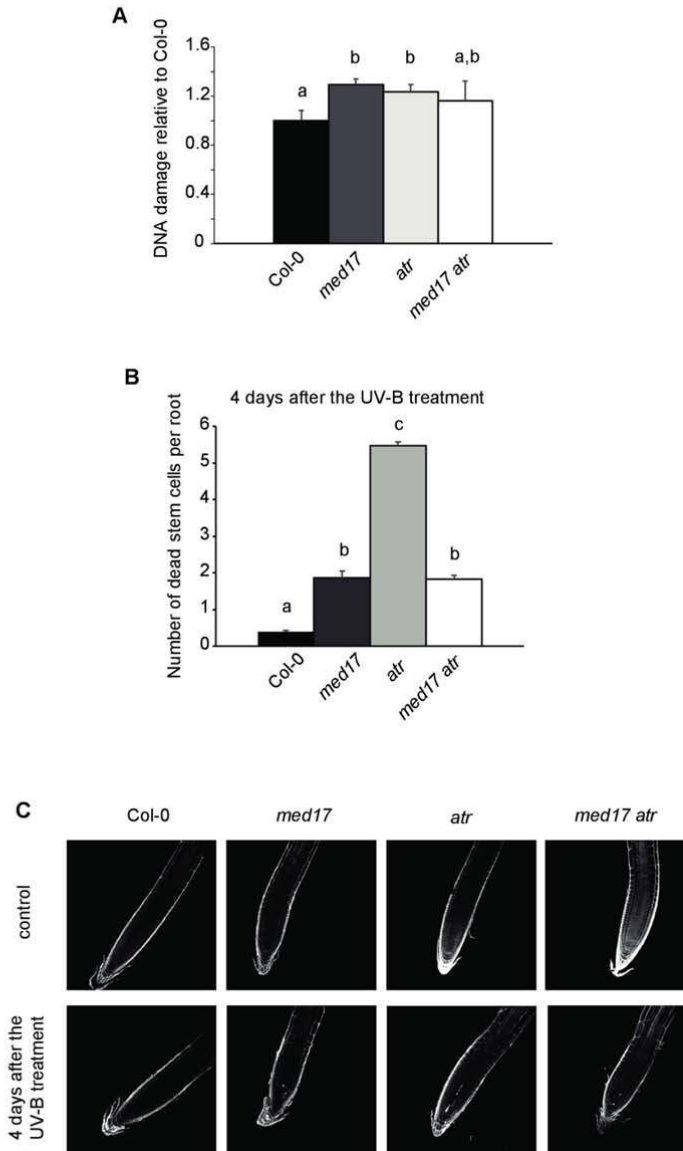 A
DNA damage relative to Col-0
1.6
1.2
0.8
0.4
0
a
b
b
a,b
Col-0
med17
atr
med17 atr
B
4 days after the UV-B treatment
Number of dead stem cells per root
6
5
4
3
2
1
0
a
b
c
b
Col-0
med17
atr
med17 atr
C
Col-0
med17
atr
med17 atr
control
4 days after the
UV-B treatment